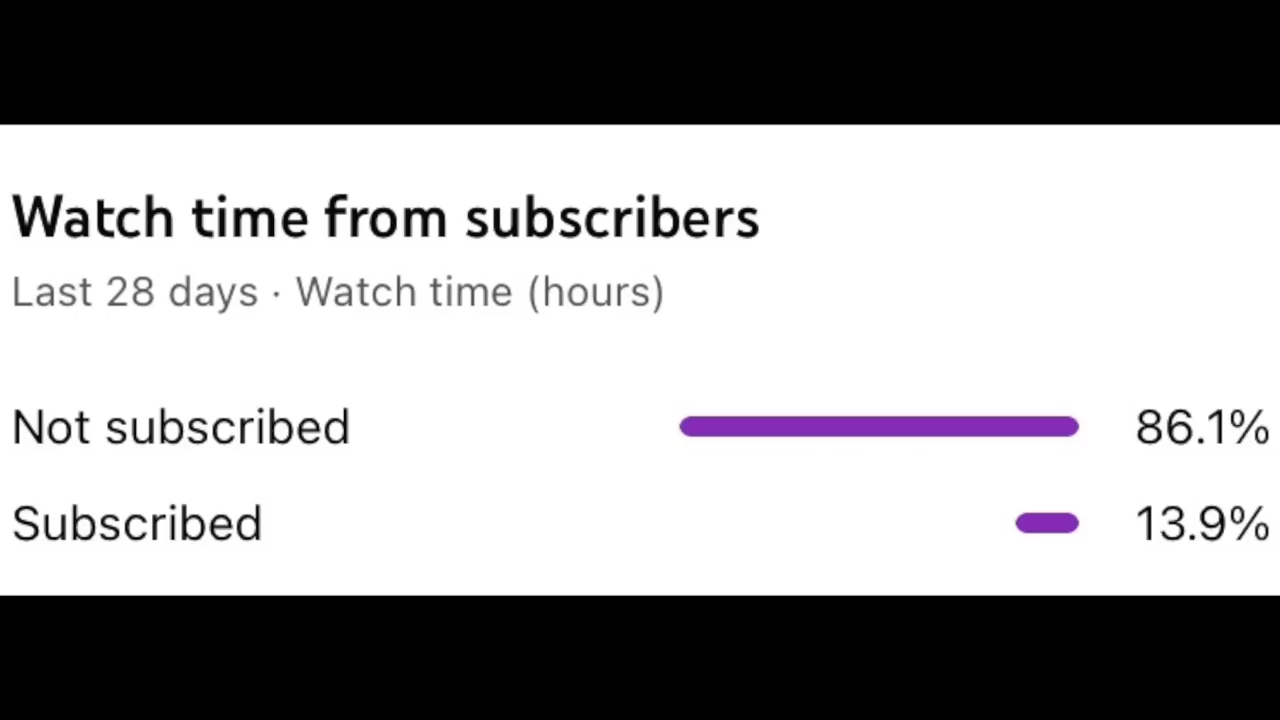 Watch time from subscribers
Last 28 days · Watch time (hours)
Not subscribed 86.1%
Subscribed 13.9%